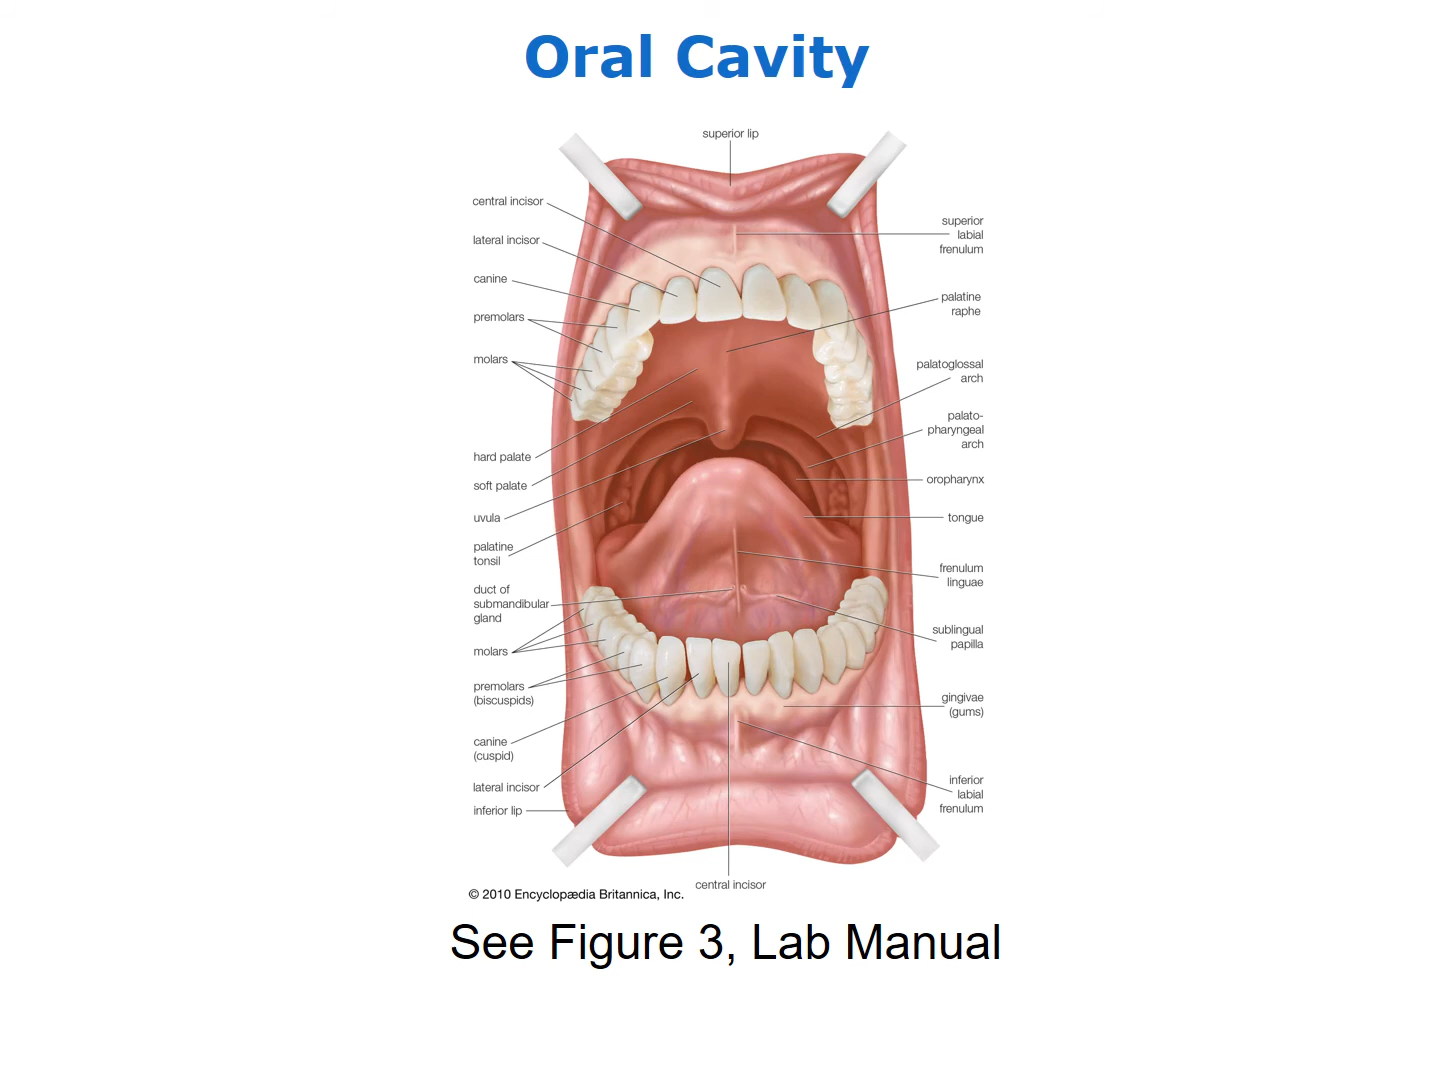 Oral Cavity
superior lip
central incisor
lateral incisor
canine
premolars
molars
hard palate
soft palate
uvula
palatine
tonsil
duct of
submandibular
gland
molars
premolars
(biscuspids)
canine
(cuspid)
lateral incisor
inferior lip
superior
labial
frenulum
palatine
raphe
palatoglossal
arch
palato-
pharyngeal
arch
oropharynx
tongue
frenulum
linguae
sublingual
papilla
gingivae
(gums)
inferior
labial
frenulum
central incisor
© 2010 Encyclopædia Britannica, Inc.
See Figure 3, Lab Manual